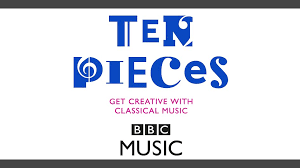 TEN
PIECES
GET CREATIVE WITH
CLASSICAL MUSIC
BBC
MUSIC